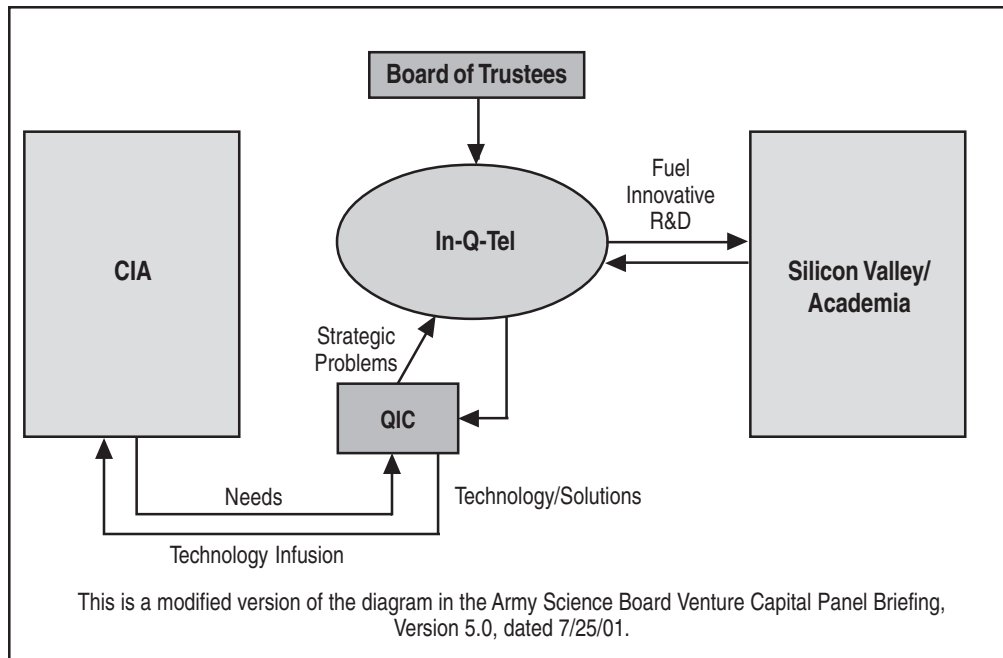 Board of Trustees
CIA
In-Q-Tel
Fuel
Innovative
R&D
Silicon Valley/
Academia
Strategic
Problems
QIC
Needs
Technology/Solutions
Technology Infusion
This is a modified version of the diagram in the Army Science Board Venture Capital Panel Briefing,
Version 5.0, dated 7/25/01.